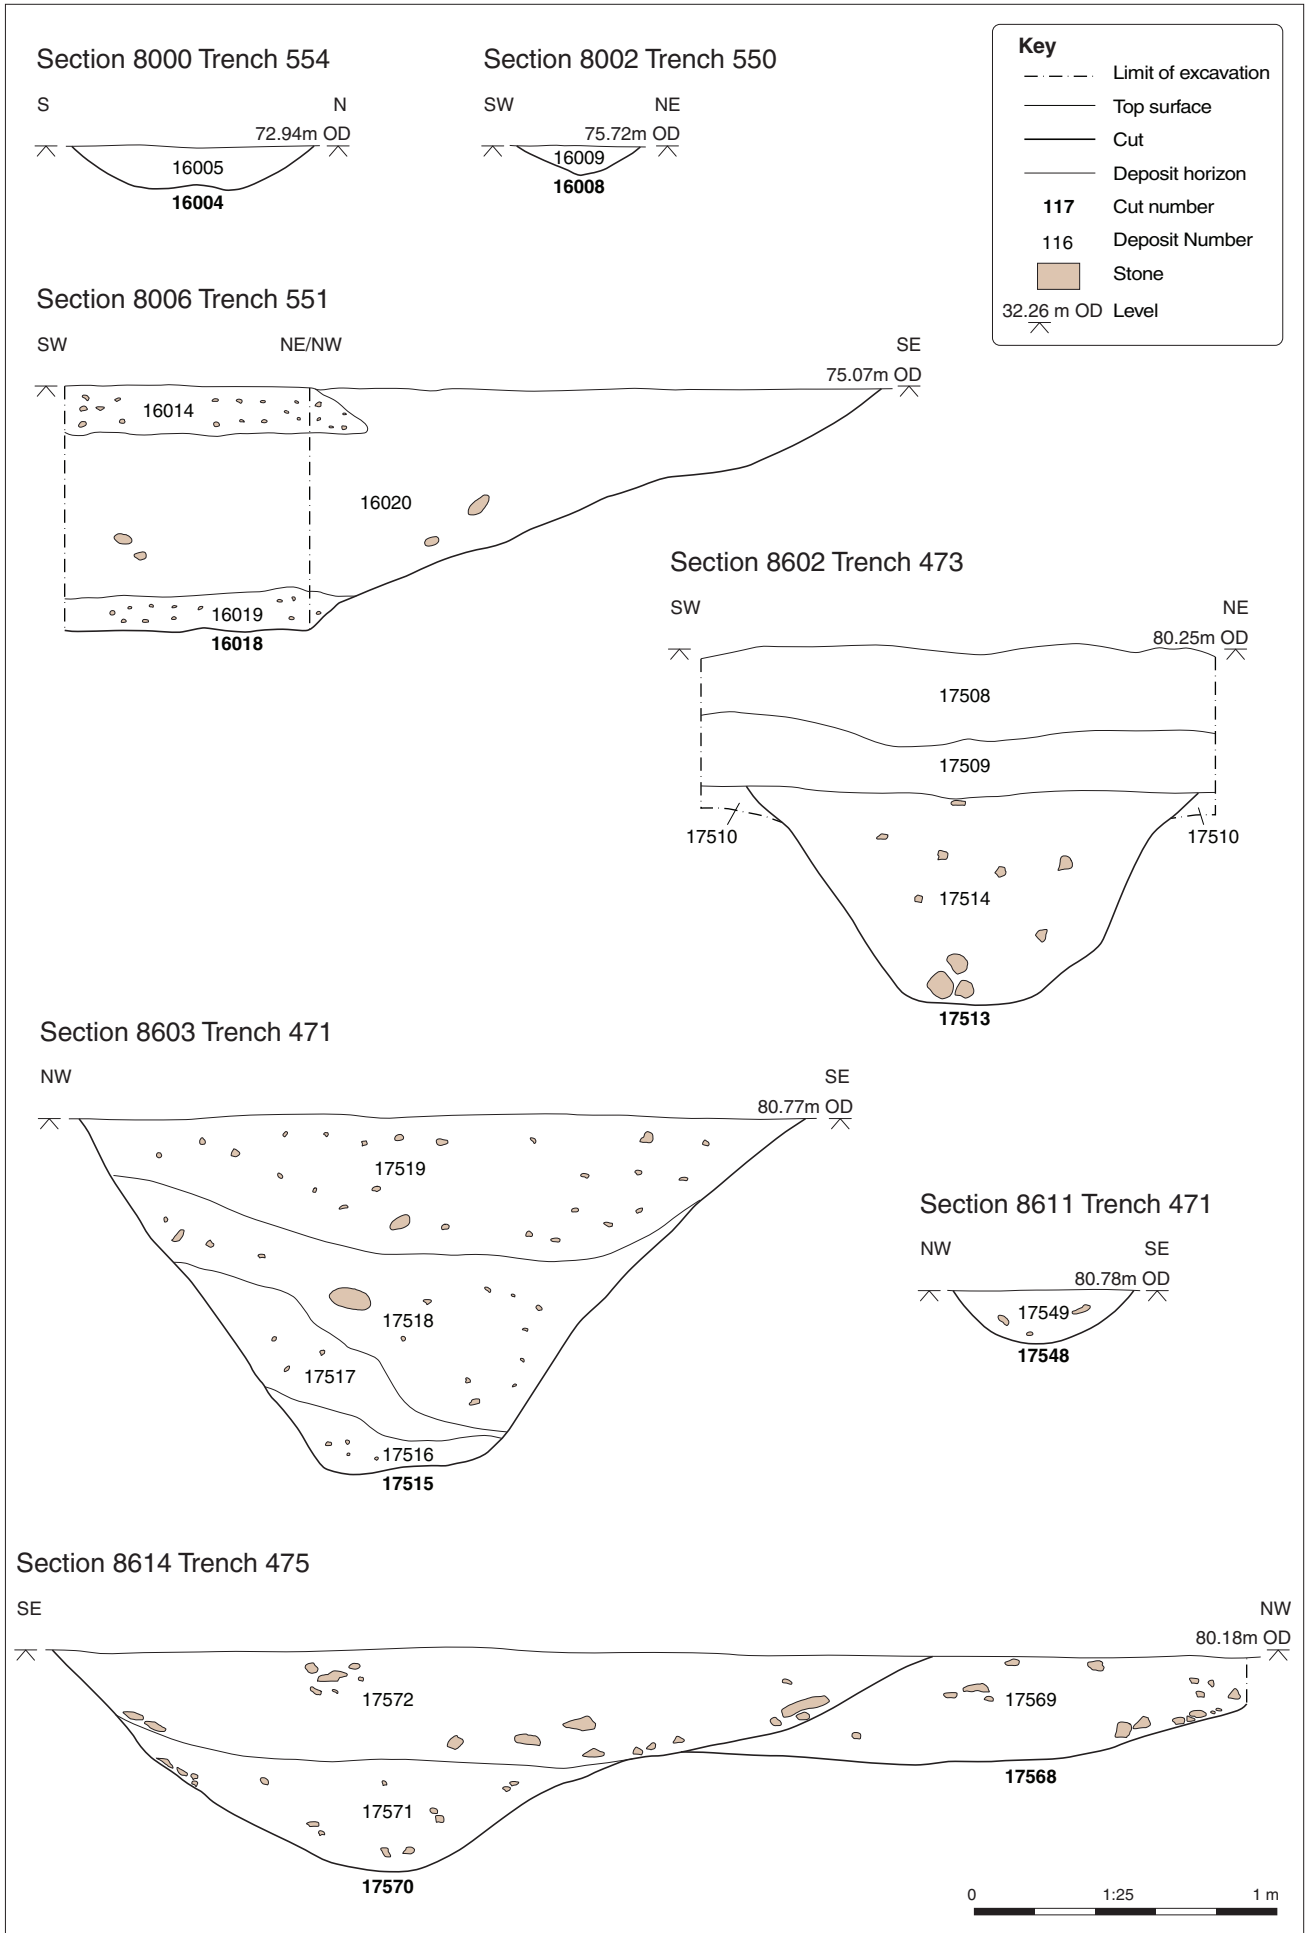 Section 8000 Trench 554
S N
72.94m OD
16005
16004
Section 8002 Trench 550
SW NE
75.72m OD
16009
16008
Key
Limit of excavation
Top surface
Cut
Deposit horizon
117 Cut number
116 Deposit Number
Stone
32.26 m OD Level
Section 8006 Trench 551
SW NE/NW SE
75.07m OD
16014
16020
16019
16018
Section 8602 Trench 473
SW NE
80.25m OD
17508
17509
17510 17510
17514
17513
Section 8603 Trench 471
NW SE
80.77m OD
17519
17518
17517
17516
17515
Section 8611 Trench 471
NW SE
80.78m OD
17549
17548
Section 8614 Trench 475
SE NW
80.18m OD
17572 17569
17568
17571
17570
0 1:25 1 m